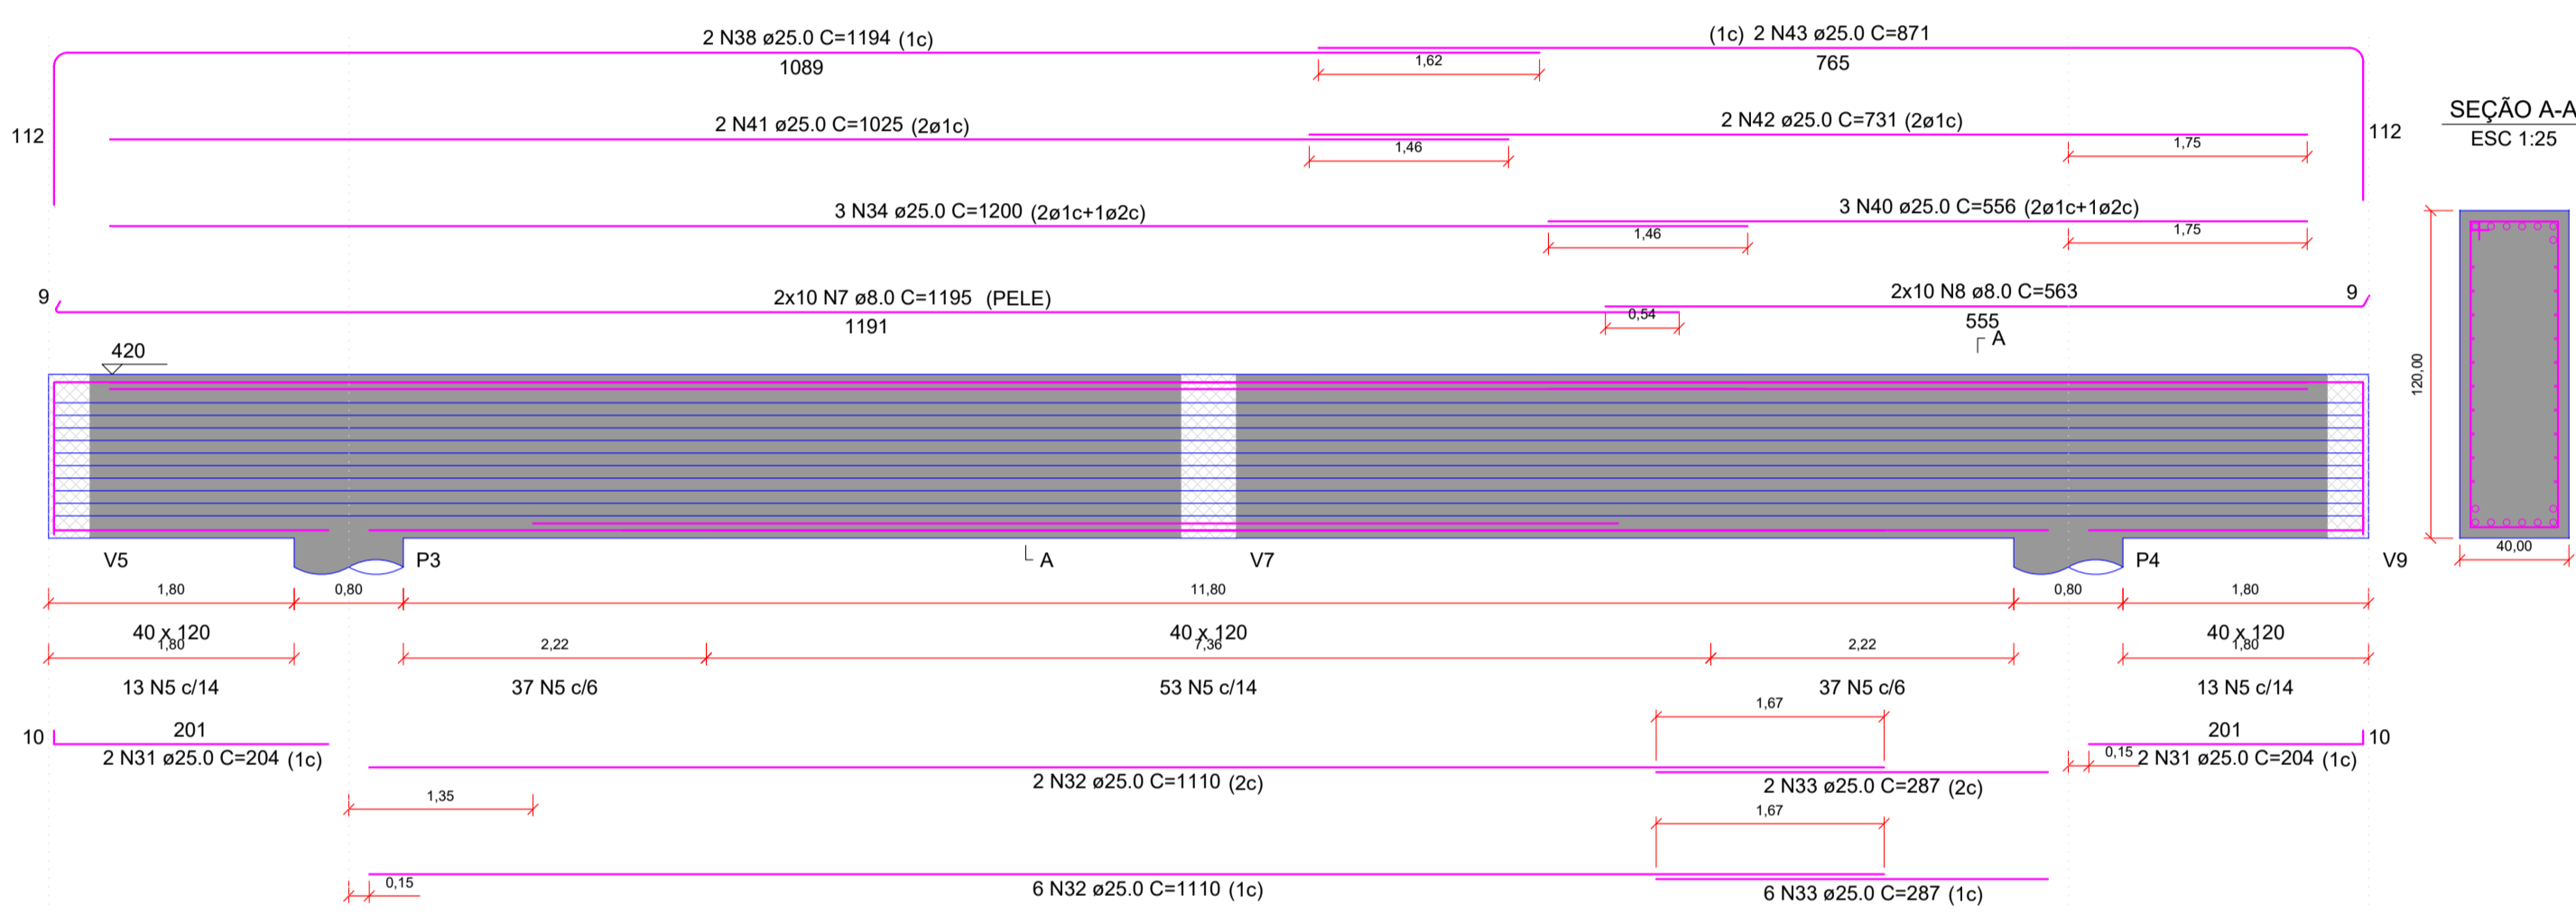 2 N38 ø25.0 C=1194 (1c)
(1c) 2 N43 ø25.0 C=871
1089
1,62
765
SEÇÃO A-A
ESC 1:25
112
2 N41 ø25.0 C=1025 (2ø1c)
2 N42 ø25.0 C=731 (2ø1c)
112
1,46
1,75
3 N34 ø25.0 C=1200 (2ø1c+1ø2c)
3 N40 ø25.0 C=556 (2ø1c+1ø2c)
1,46
1,75
9
2x10 N7 ø8.0 C=1195 (PELE)
2x10 N8 ø8.0 C=563
9
1191
0,54
555
A
420
120,00
40,00
V5
P3
A
V7
P4
V9
1,80
0,80
11,80
0,80
1,80
40 x 120
40 x 120
40 x 120
1,80
2,22
7,36
2,22
1,80
13 N5 c/14
37 N5 c/6
53 N5 c/14
37 N5 c/6
13 N5 c/14
1,67
10
201
201
10
2 N31 ø25.0 C=204 (1c)
0,15
2 N31 ø25.0 C=204 (1c)
2 N32 ø25.0 C=1110 (2c)
2 N33 ø25.0 C=287 (2c)
1,35
1,67
0,15
6 N32 ø25.0 C=1110 (1c)
6 N33 ø25.0 C=287 (1c)